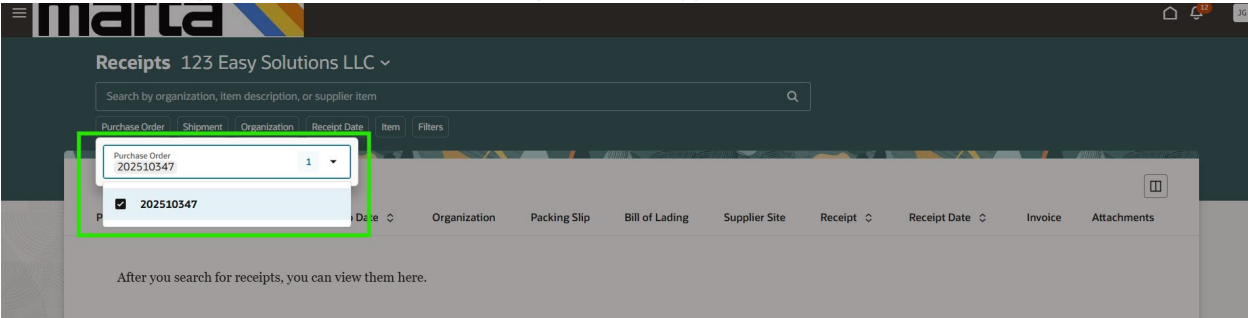 marta
12
JG
Receipts 123 Easy Solutions LLC
Search by organization, item description, or supplier item
Purchase Order Shipment Organization Receipt Date Item Filters
Purchase Order
202510347 1
202510347
P Date Organization Packing Slip Bill of Lading Supplier Site Receipt Receipt Date Invoice Attachments
After you search for receipts, you can view them here.